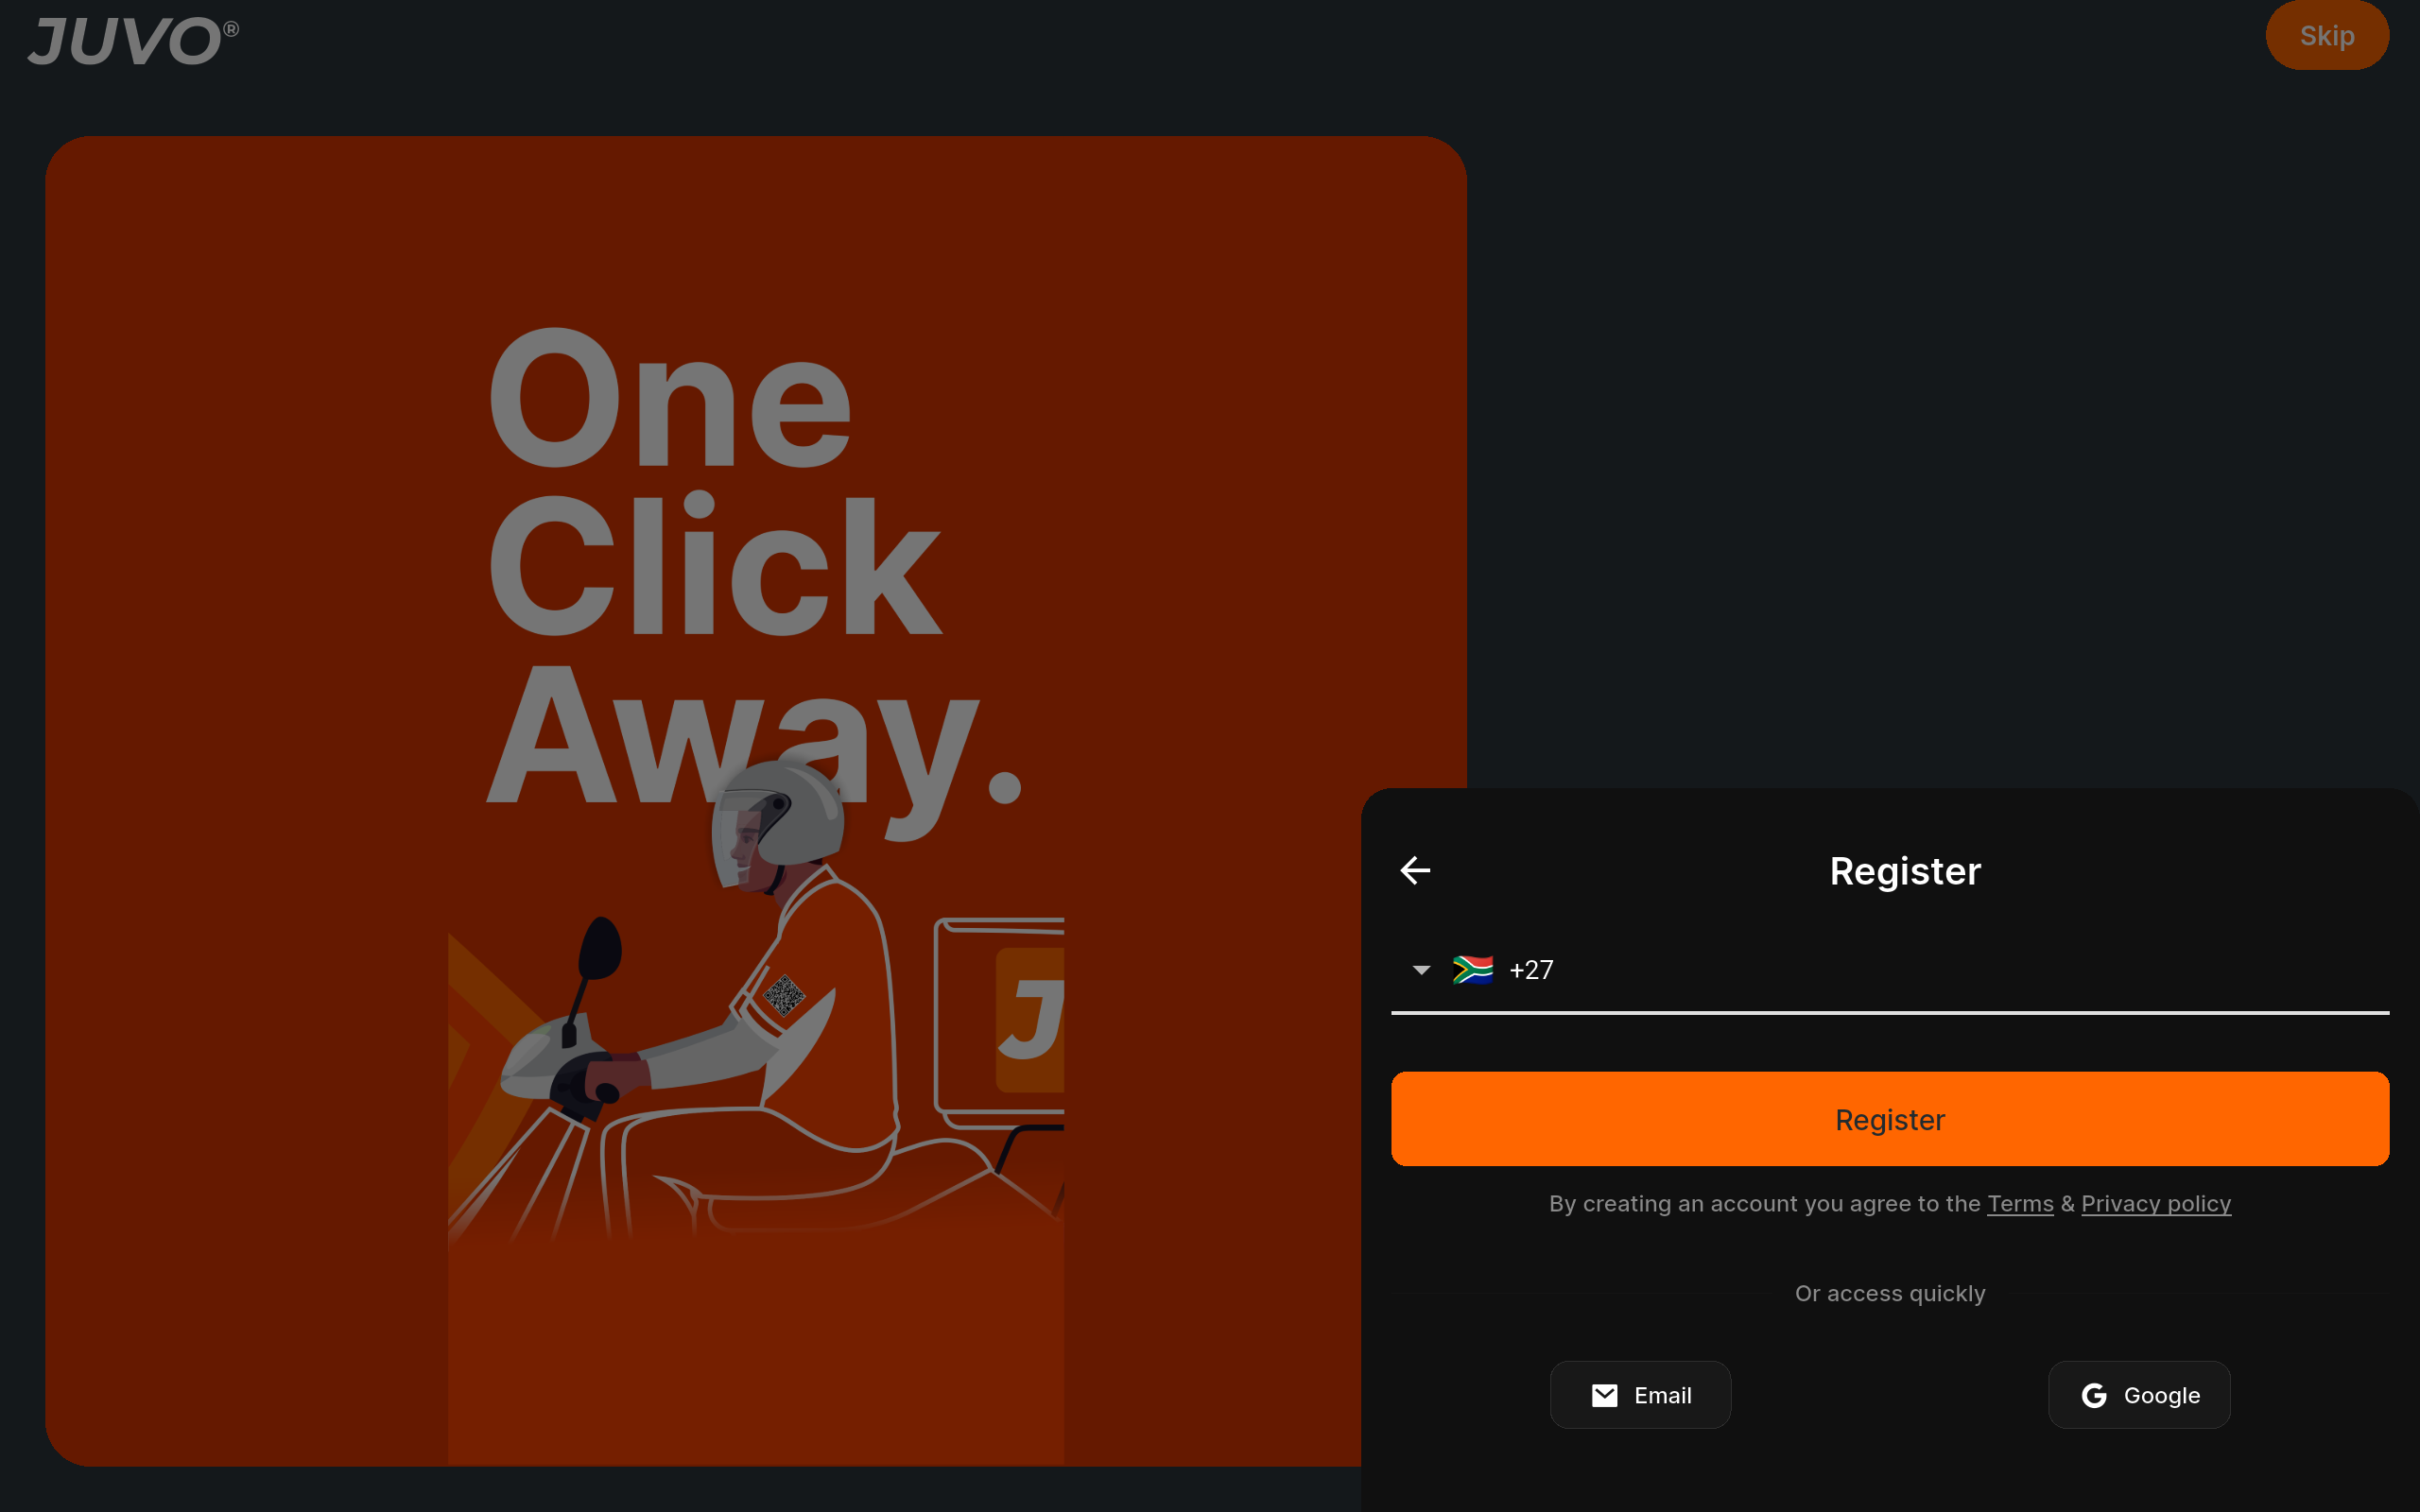 JUVO®
Skip
One
Click
Away.
J
Register
+27
Register
By creating an account you agree to the Terms & Privacy policy
Or access quickly
Email
Google